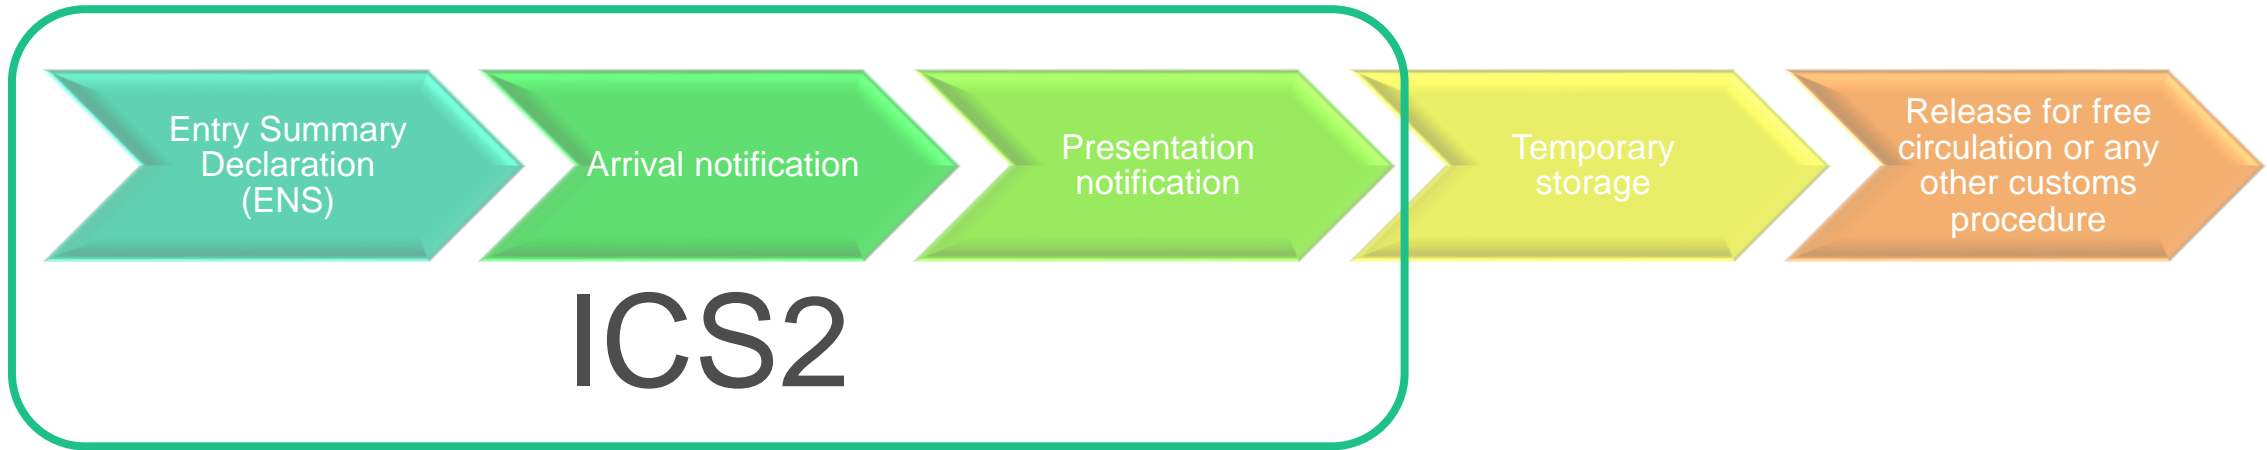 Entry Summary
Declaration
(ENS)
Arrival notification
Presentation
notification
Temporary
storage
Release for free
circulation or any
other customs
procedure
ICS2